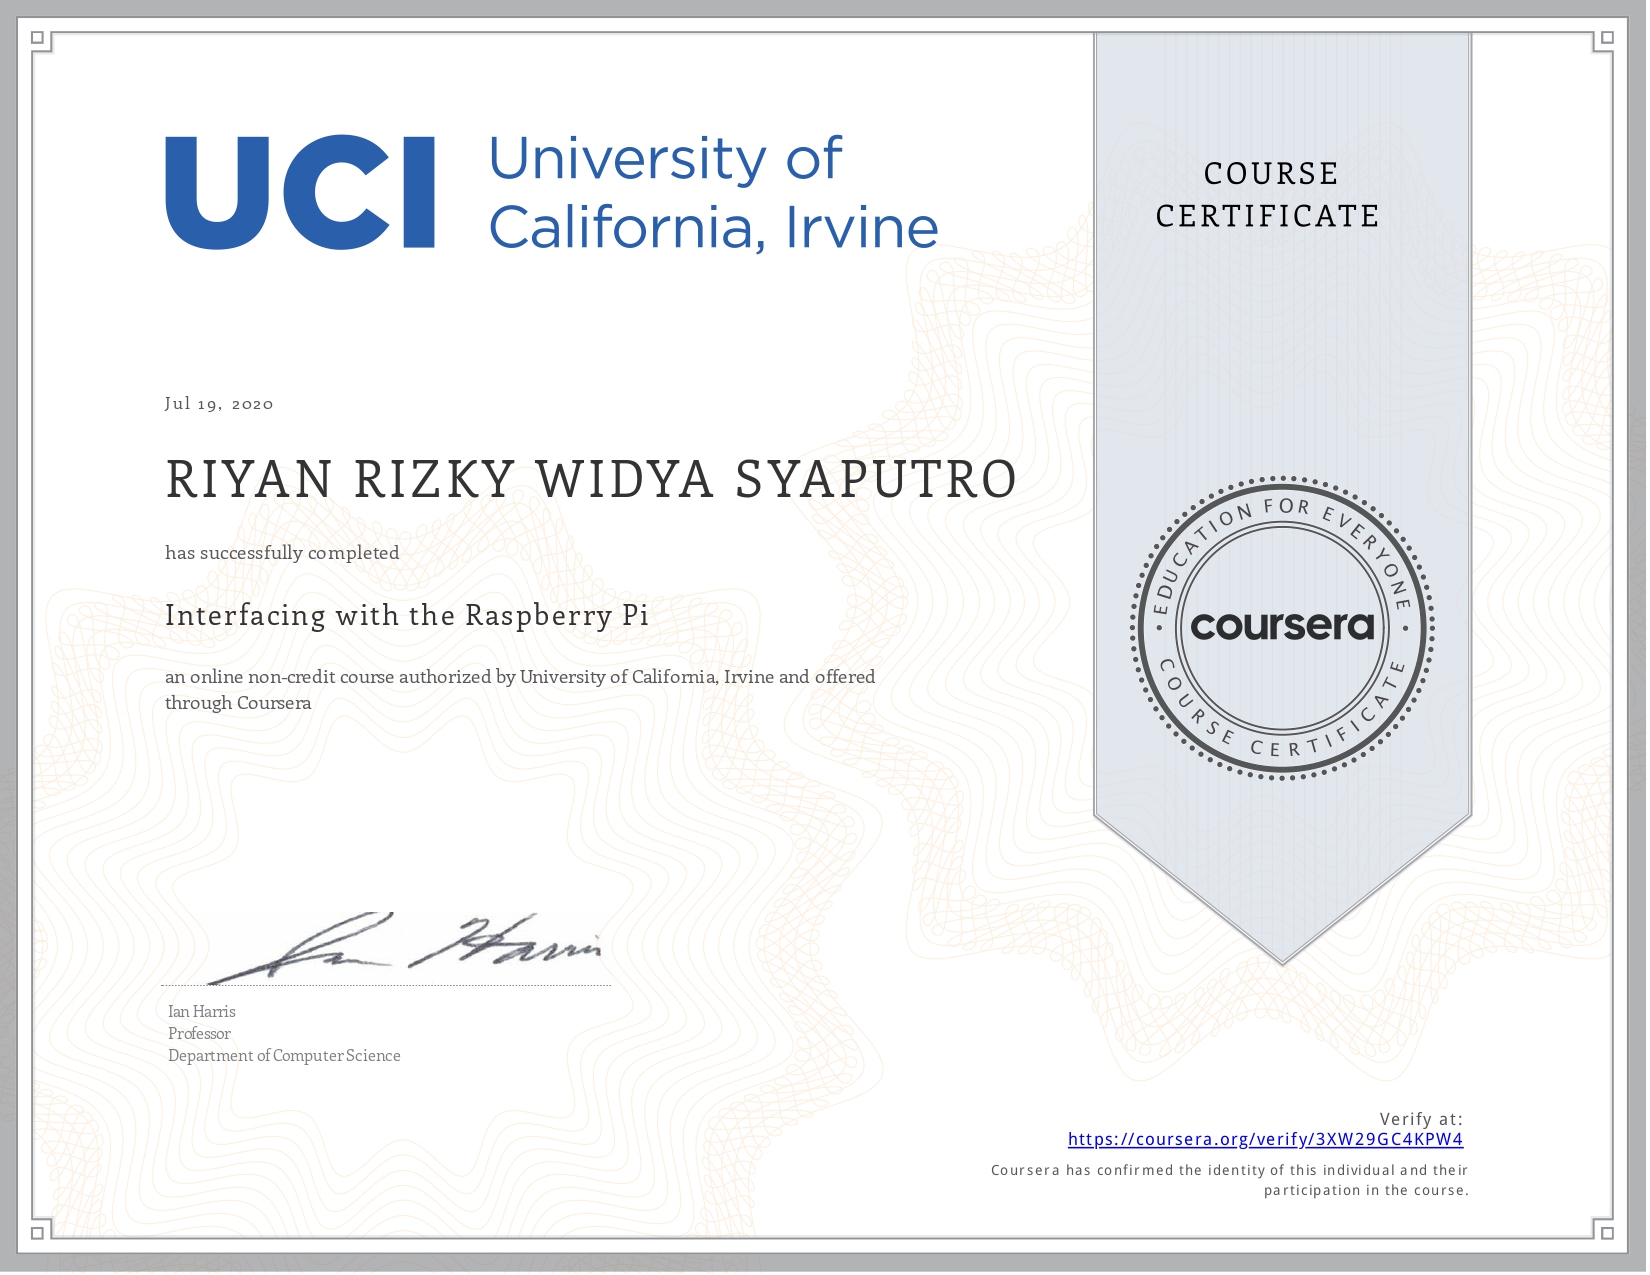 UCI University of
California, Irvine
COURSE
CERTIFICATE
Jul 19, 2020
RIYAN RIZKY WIDYA SYAPUTRO
has successfully completed
Interfacing with the Raspberry Pi
an online non-credit course authorized by University of California, Irvine and offered
through Coursera
EDUCATION FOR EVERYONE
coursera
COURSE CERTIFICATE
Ian Harris
Ian Harris
Professor
Department of Computer Science
Verify at:
https://coursera.org/verify/3XW29GC4KPW4
Coursera has confirmed the identity of this individual and their
participation in the course.